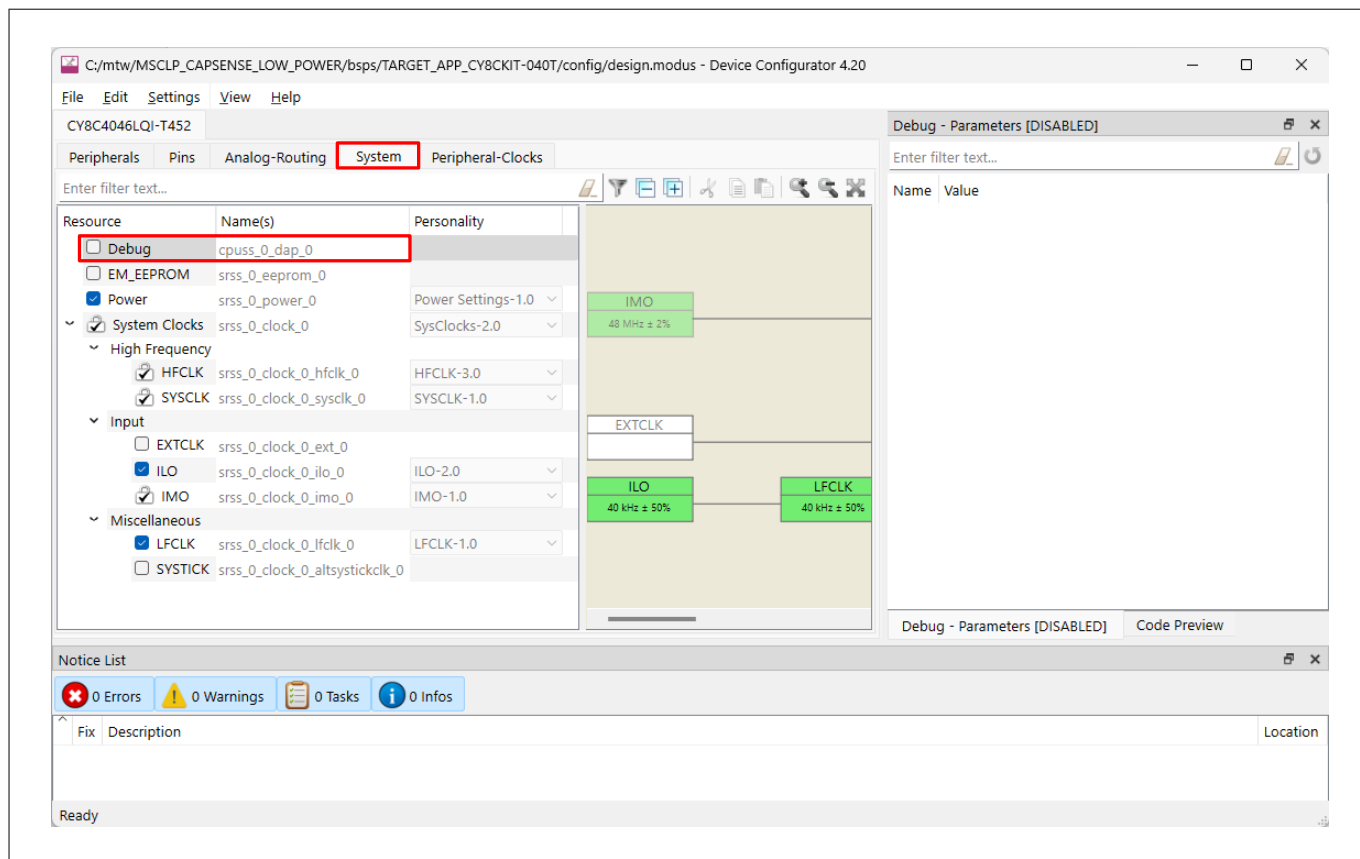 C:/mtw/MSCLP_CAPSENSE_LOW_POWER/bsps/TARGET_APP_CY8CKIT-040T/config/design.modus - Device Configurator 4.20
File Edit Settings View Help
CY8C4046LQI-T452
Peripherals Pins Analog-Routing System Peripheral-Clocks
Enter filter text...
Resource Name(s) Personality
Debug cpuss_0_dap_0
EM_EEPROM srss_0_eeprom_0
Power srss_0_power_0 Power Settings-1.0
System Clocks srss_0_clock_0 SysClocks-2.0
High Frequency
HFCLK srss_0_clock_0_hfclk_0 HFCLK-3.0
SYSCLK srss_0_clock_0_sysclk_0 SYSCLK-1.0
Input
EXTCLK srss_0_clock_0_ext_0
ILO srss_0_clock_0_ilo_0 ILO-2.0
IMO srss_0_clock_0_imo_0 IMO-1.0
Miscellaneous
LFCLK srss_0_clock_0_lfclk_0 LFCLK-1.0
SYSTICK srss_0_clock_0_altsystickclk_0
IMO
48 MHz ± 2%
EXTCLK
ILO
40 kHz ± 50%
LFCLK
40 kHz ± 50%
Debug - Parameters [DISABLED]
Enter filter text...
Name Value
Debug - Parameters [DISABLED] Code Preview
Notice List
0 Errors 0 Warnings 0 Tasks 0 Infos
Fix Description Location
Ready